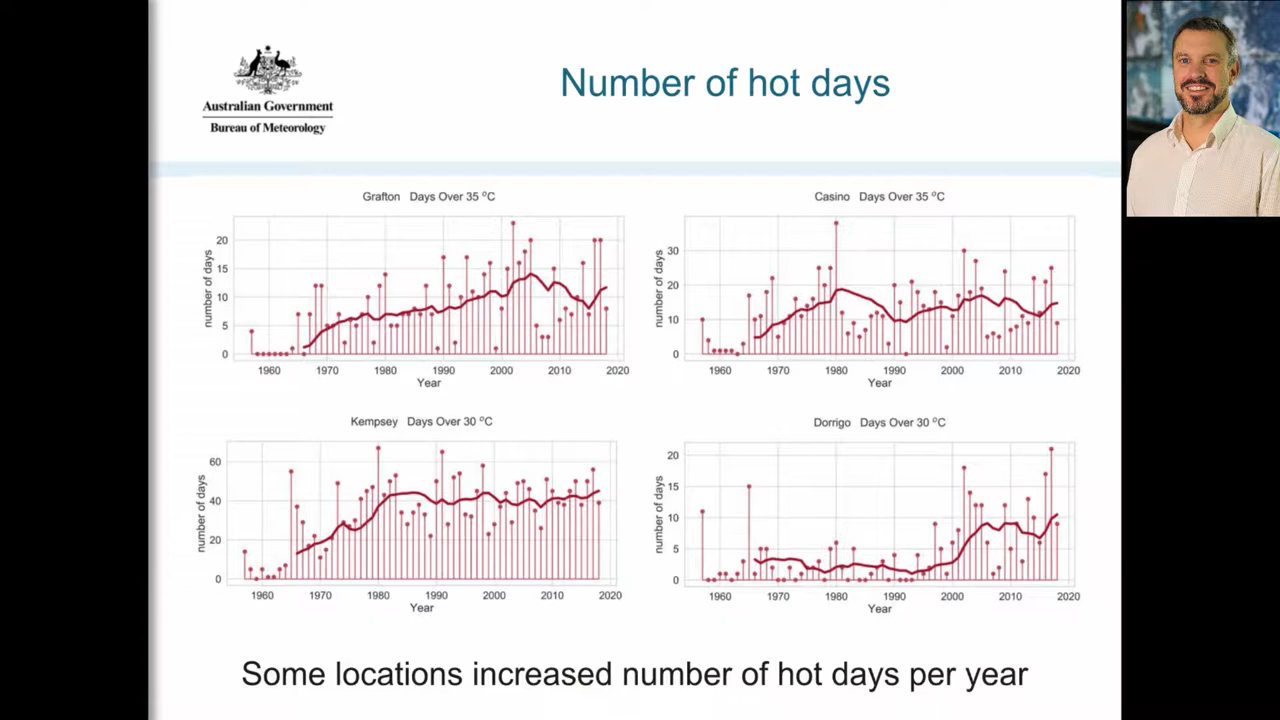 Number of hot days
Australian Government
Bureau of Meteorology
Grafton Days Over 35 ºC
number of days
20
15
10
5
0
1960 1970 1980 1990 2000 2010 2020
Year
Casino Days Over 35 ºC
number of days
30
20
10
0
1960 1970 1980 1990 2000 2010 2020
Year
Kempsey Days Over 30 ºC
number of days
60
40
20
0
1960 1970 1980 1990 2000 2010 2020
Year
Dorrigo Days Over 30 ºC
number of days
20
15
10
5
0
1960 1970 1980 1990 2000 2010 2020
Year
Some locations increased number of hot days per year